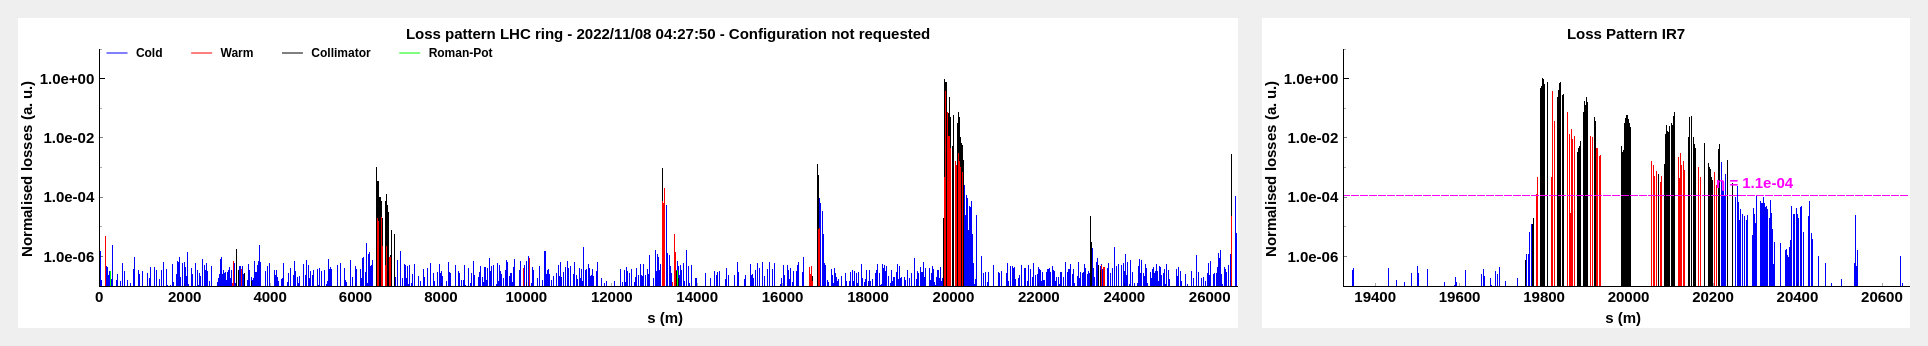 Loss pattern LHC ring - 2022/11/08 04:27:50 - Configuration not requested
Cold Warm Collimator Roman-Pot
Normalised losses (a. u.)
1.0e+00
1.0e-02
1.0e-04
1.0e-06
0 2000 4000 6000 8000 10000 12000 14000 16000 18000 20000 22000 24000 26000
s (m)
Loss Pattern IR7
Normalised losses (a. u.)
1.0e+00
1.0e-02
= 1.1e-04
1.0e-04
1.0e-06
19400 19600 19800 20000 20200 20400 20600
s (m)